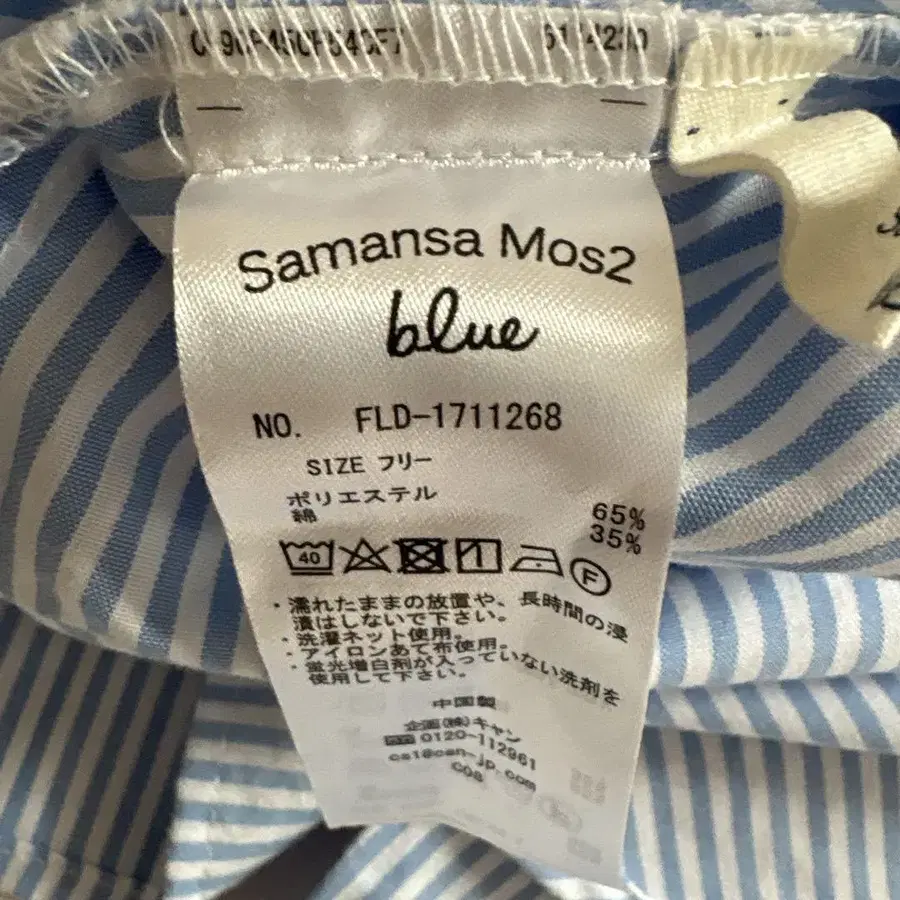 Samansa Mos2
blue
NO. FLD-1711268
SIZE フリー
ポリエステル 65%
綿 35%
40
F
・濡れたままの放置や、長時間の浸
漬はしないで下さい。
・洗濯ネット使用。
・アイロンあて布使用。
・蛍光増白剤が入っていない洗剤を
使用して下さい。
中国製
企画(株)キャン
0120-112961
cs1@can-jp.com
C08